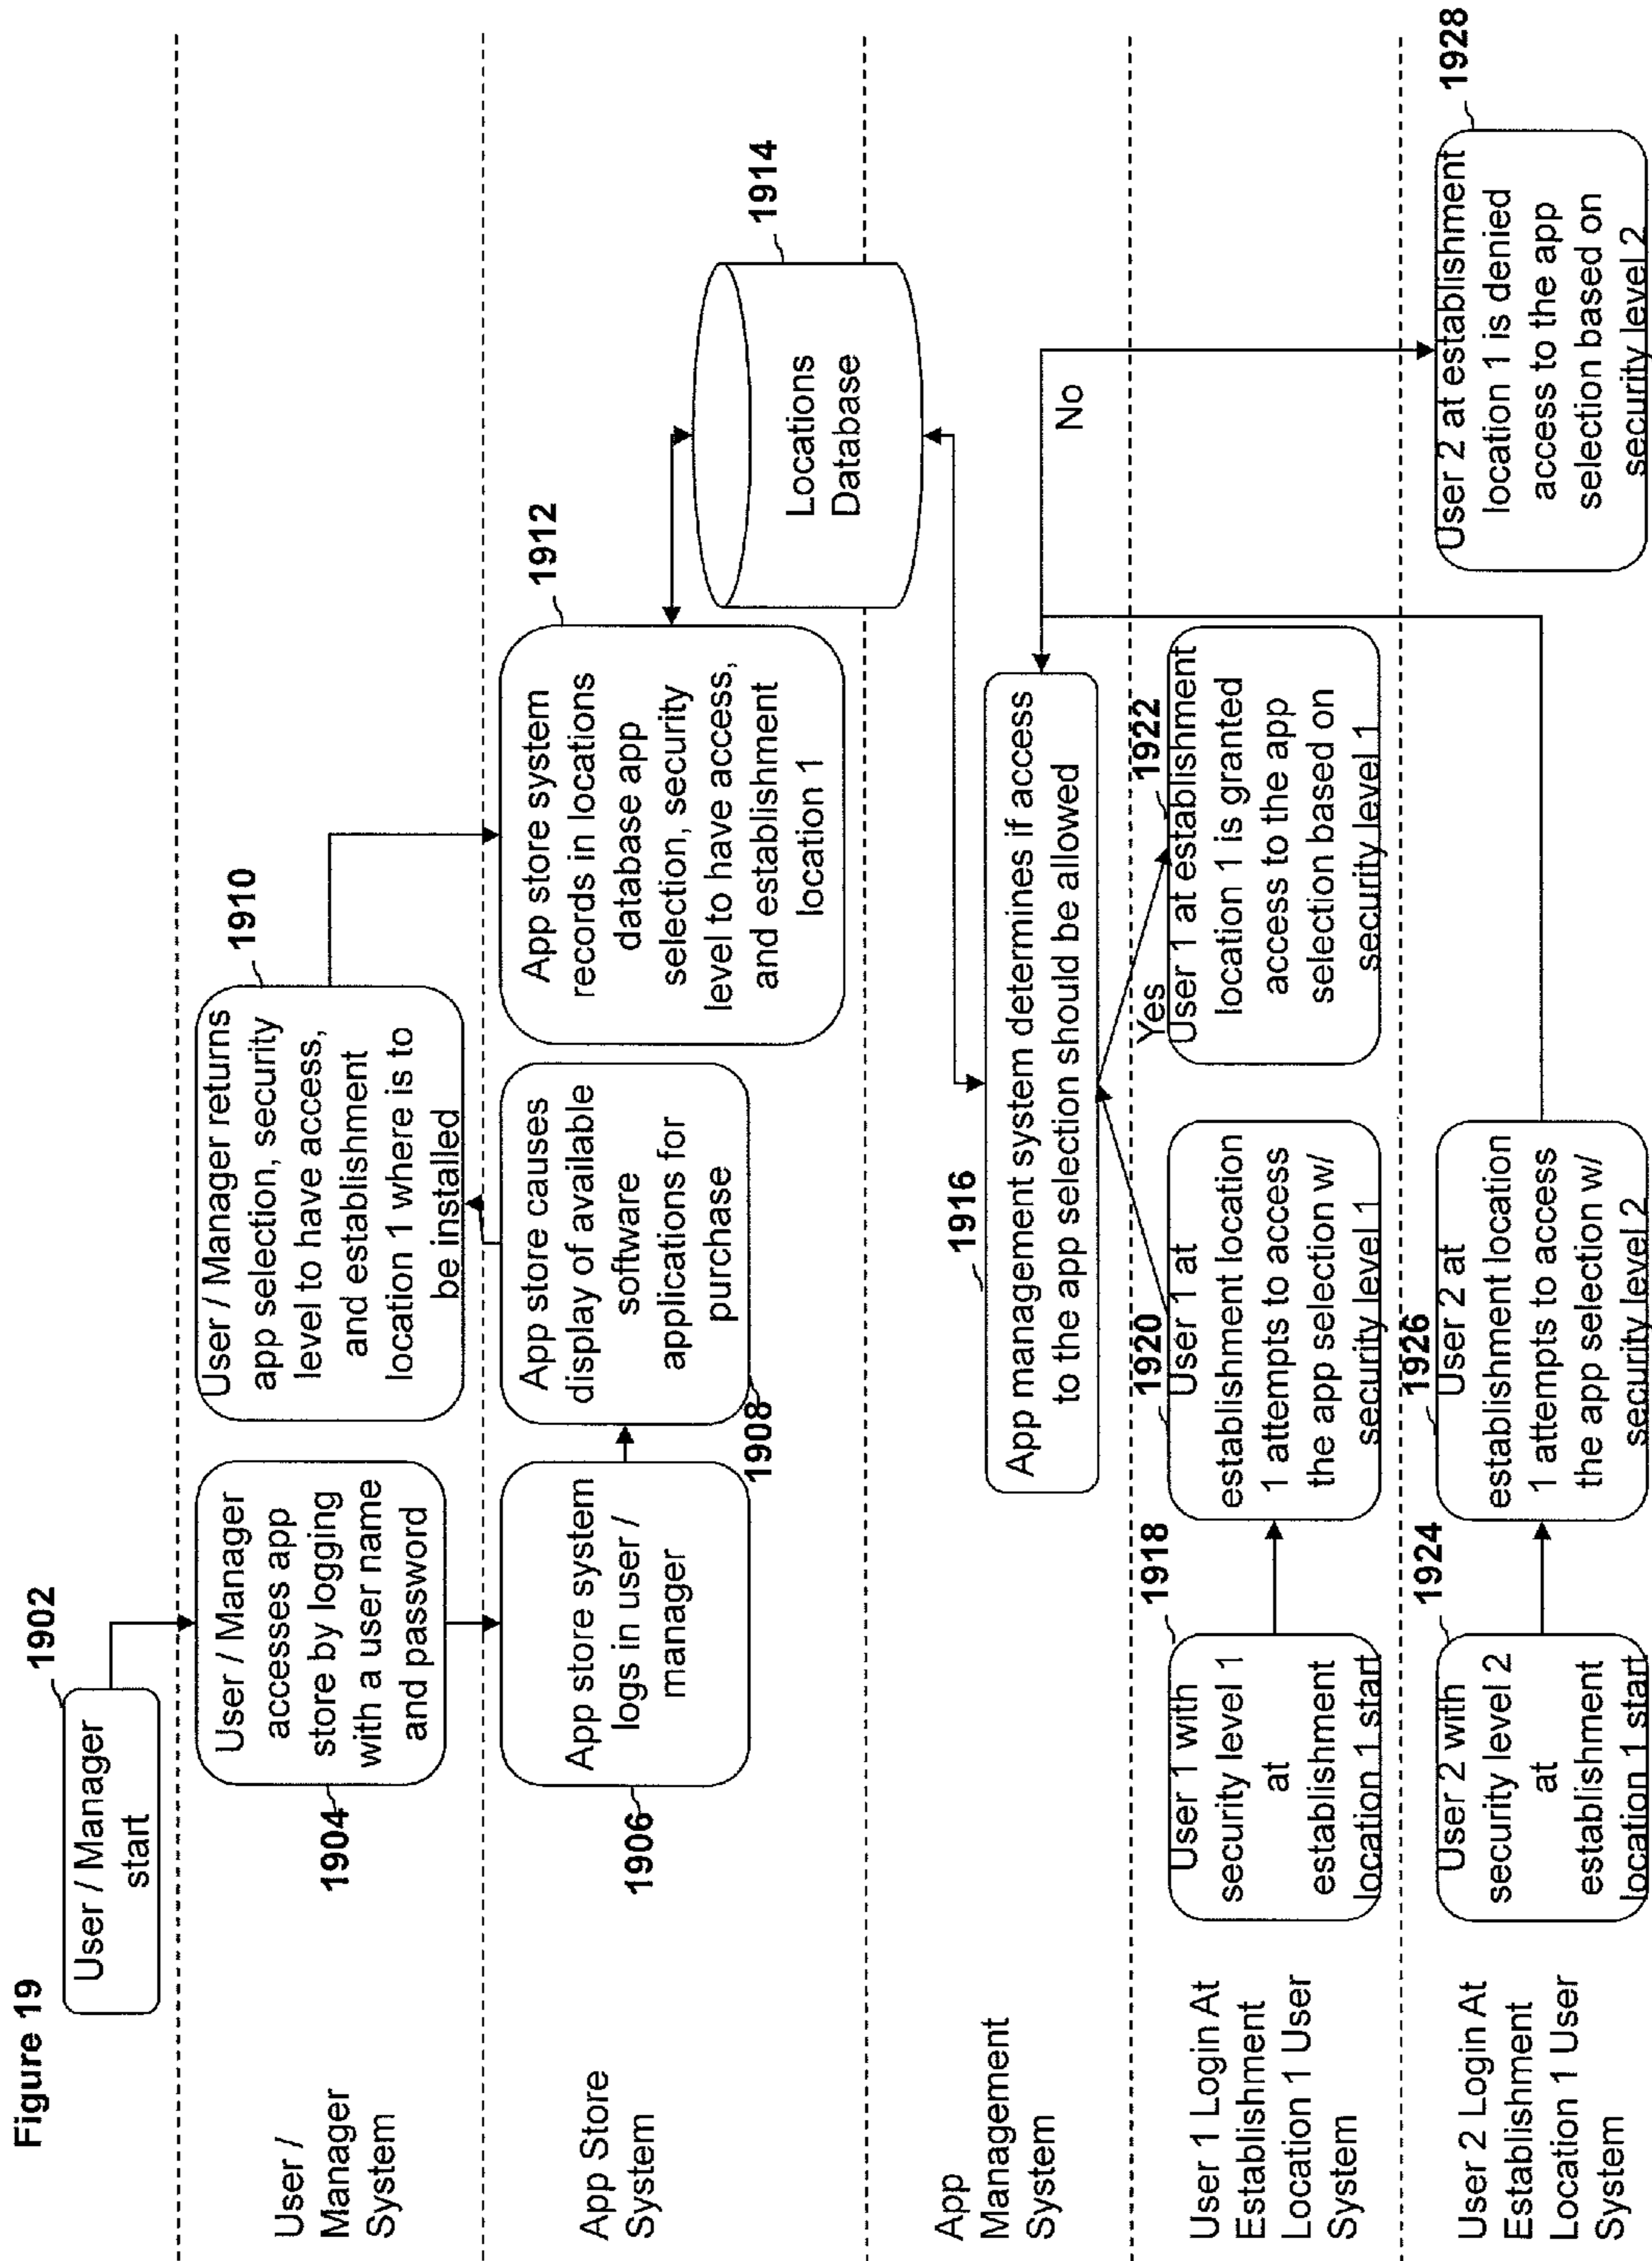 Figure 19
User / Manager
start
1902
User /
Manager
System
User / Manager
accesses app
store by logging
with a user name
and password
1904
User / Manager returns
app selection, security
level to have access,
and establishment
location 1 where is to
be installed
1910
App Store
System
App store system
logs in user /
manager
1906
App store causes
display of available
software
applications for
purchase
1908
App store system
records in locations
database app
selection, security
level to have access,
and establishment
location 1
1912
Locations
Database
1914
App
Management
System
1916
App management system determines if access
to the app selection should be allowed
Yes
No
User 1 Login At
Establishment
Location 1 User
System
User 1 with
security level 1
at
establishment
location 1 start
1918
1920
User 1 at
establishment location
1 attempts to access
the app selection w/
security level 1
1922
User 1 at establishment
location 1 is granted
access to the app
selection based on
security level 1
User 2 Login At
Establishment
Location 1 User
System
User 2 with
security level 2
at
establishment
location 1 start
1924
1926
User 2 at
establishment location
1 attempts to access
the app selection w/
security level 2
User 2 at establishment
location 1 is denied
access to the app
selection based on
security level 2
1928